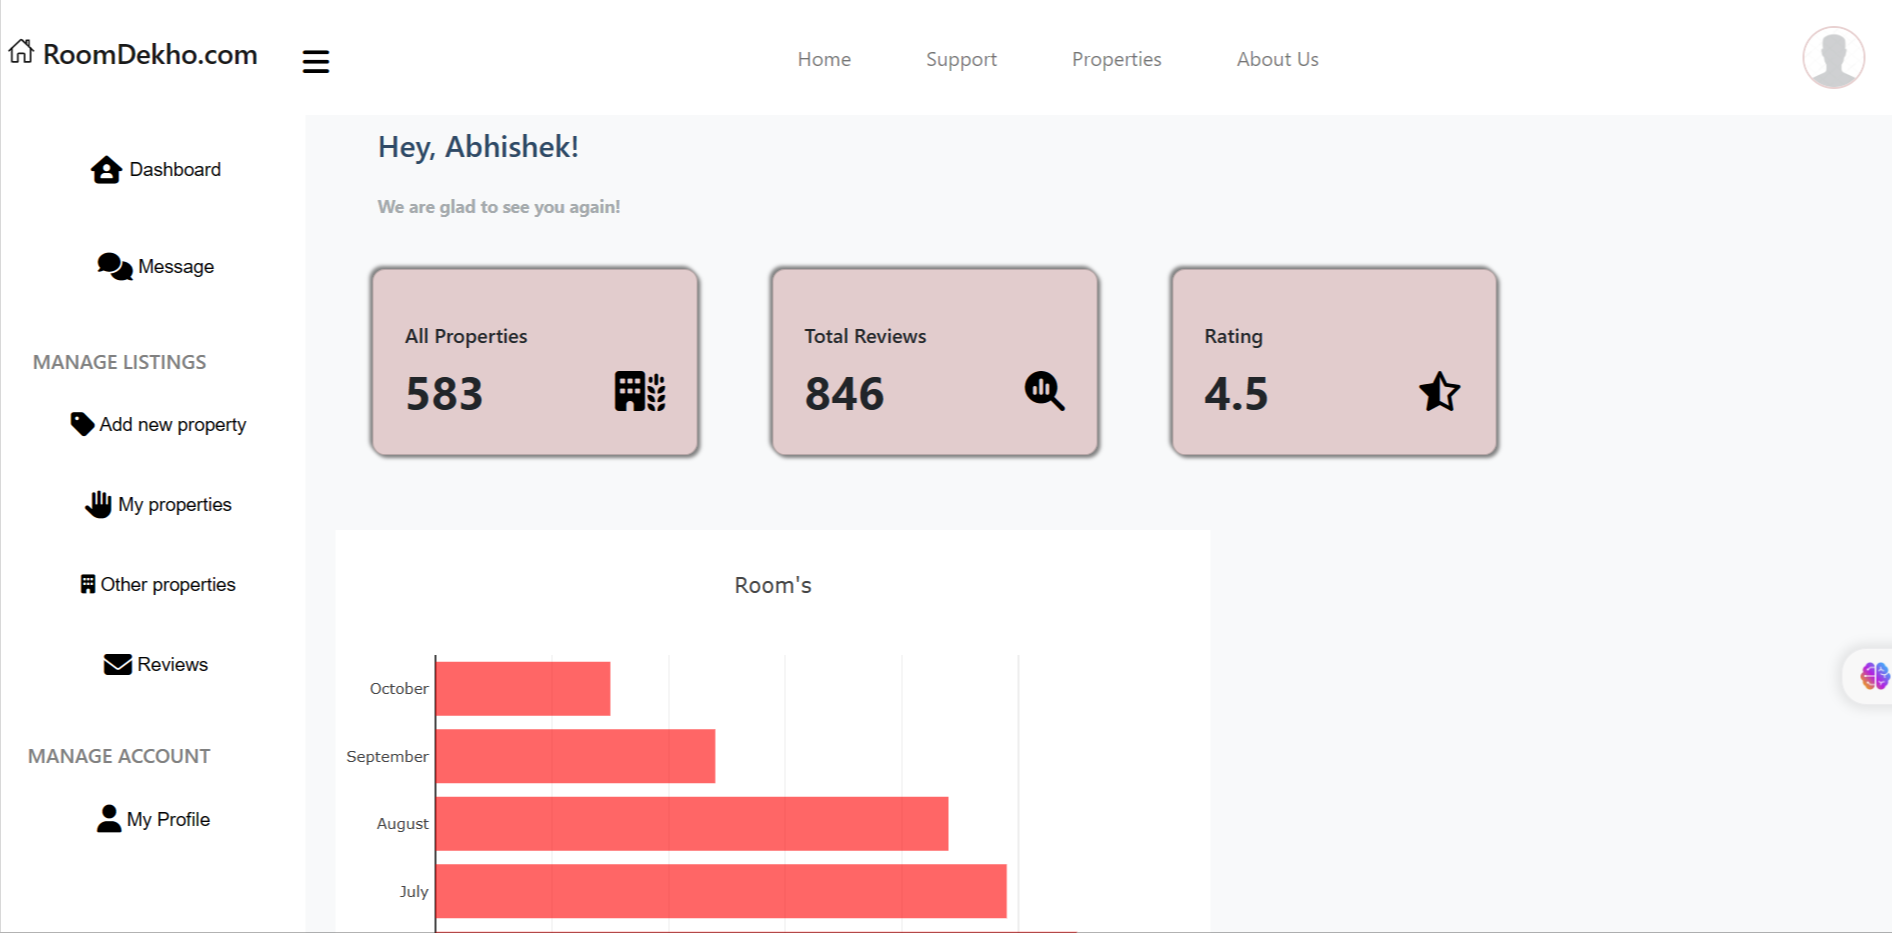 RoomDekho.com
Home Support Properties About Us
Dashboard
Message
MANAGE LISTINGS
Add new property
My properties
Other properties
Reviews
MANAGE ACCOUNT
My Profile
Hey, Abhishek!
We are glad to see you again!
All Properties
583
Total Reviews
846
Rating
4.5
Room's
October
September
August
July